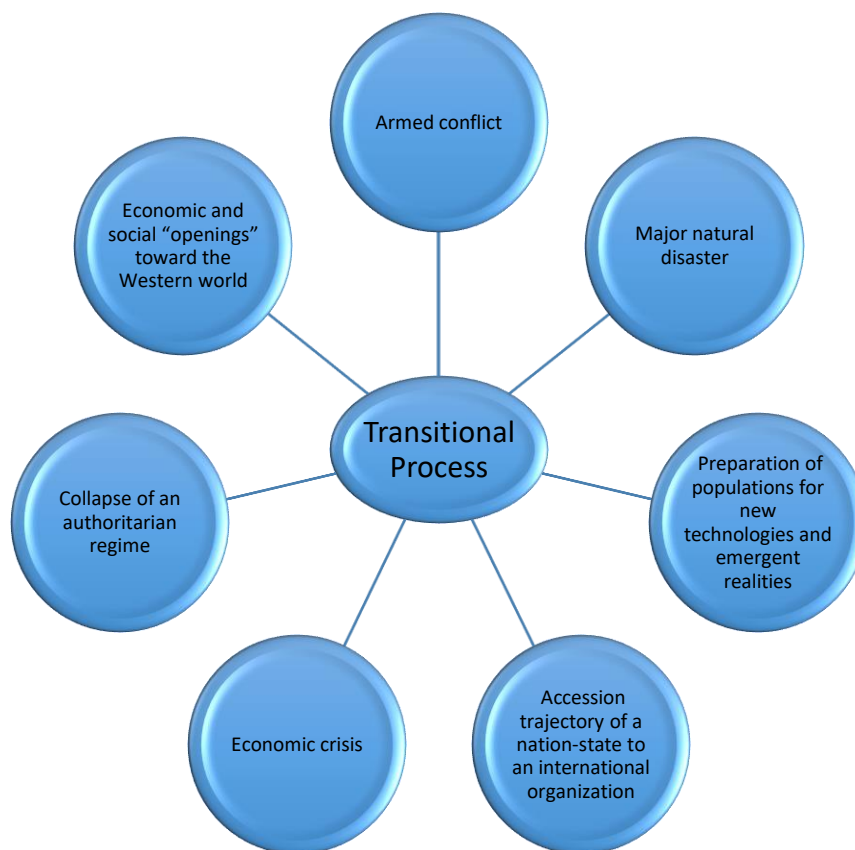 Armed conflict
Major natural
disaster
Preparation of
populations for
new
technologies and
emergent
realities
Accession
trajectory of a
nation-state to
an international
organization
Economic crisis
Collapse of an
authoritarian
regime
Economic and
social “openings”
toward the
Western world
Transitional
Process